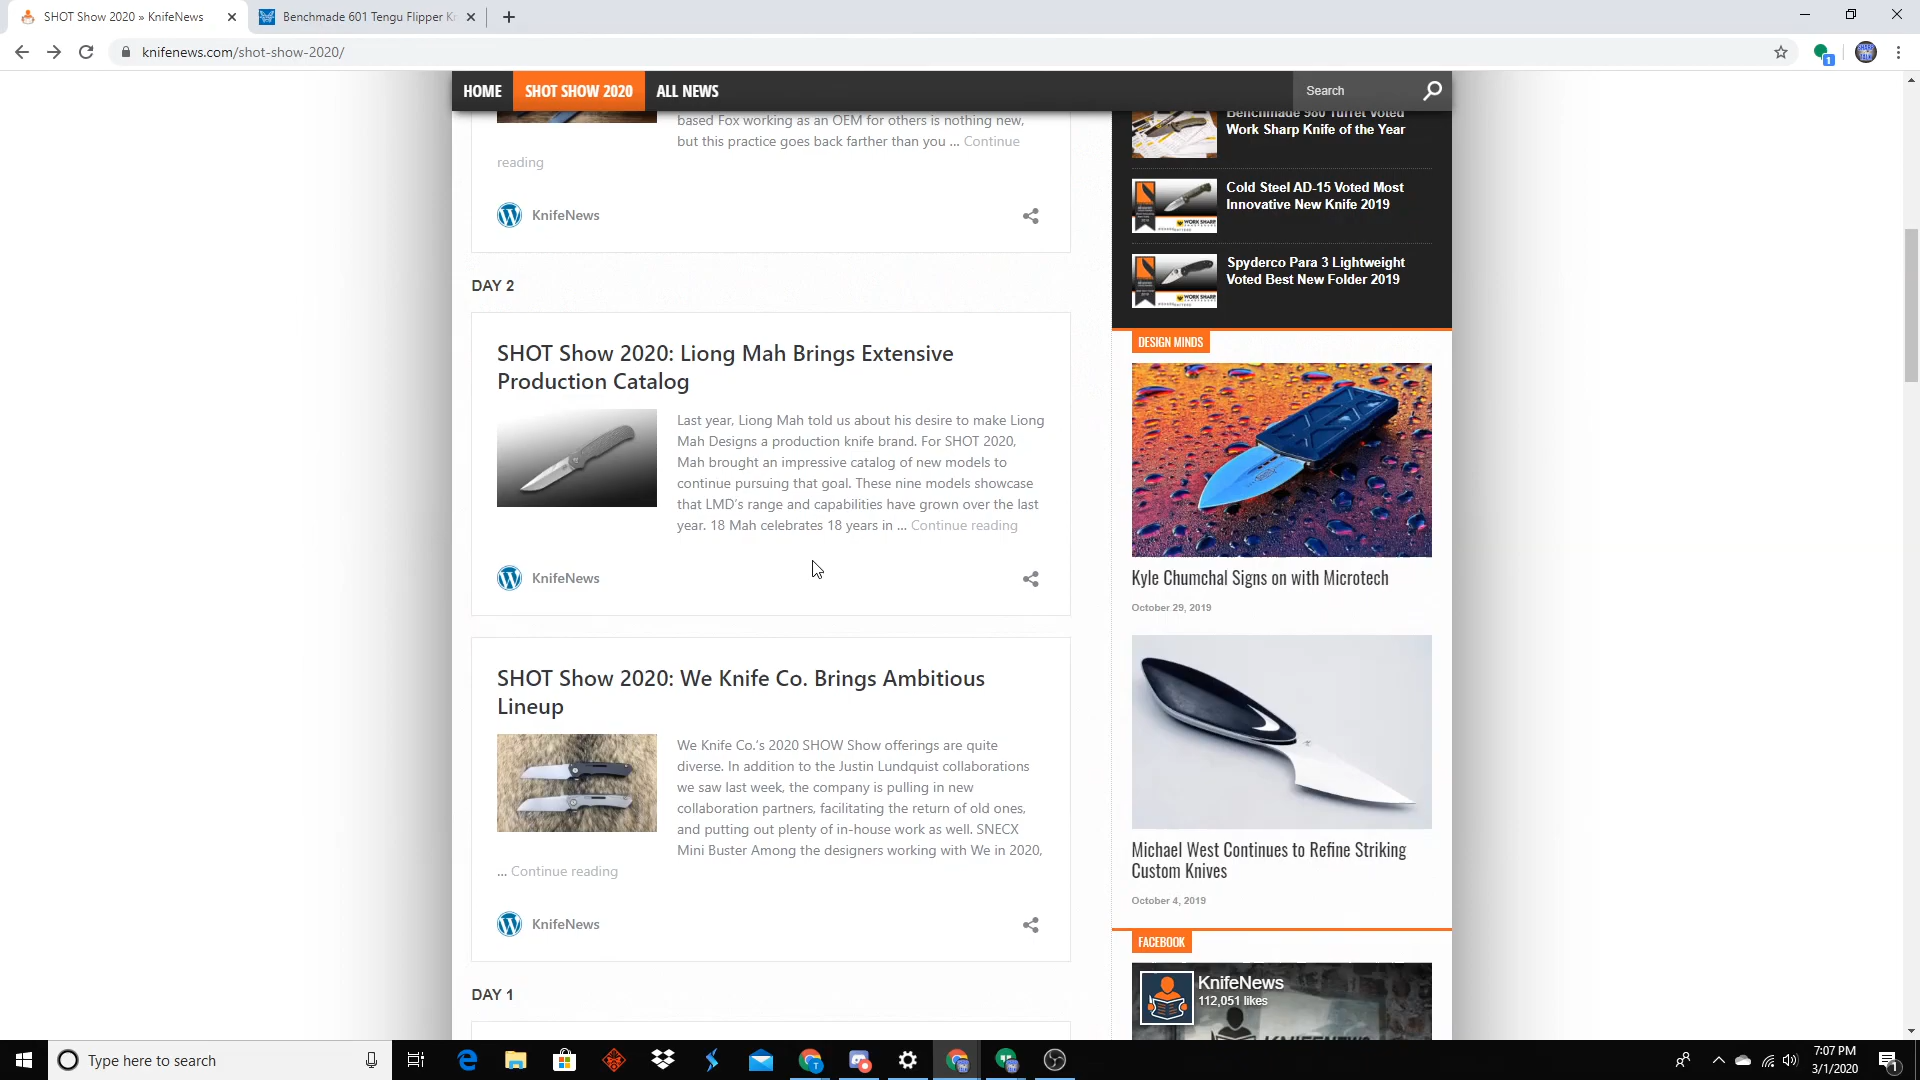 SHOT Show 2020 » KnifeNews
Benchmade 601 Tengu Flipper Kn
knifenews.com/shot-show-2020/
1
HOME
SHOT SHOW 2020
ALL NEWS
Search
based Fox working as an OEM for others is nothing new,
but this practice goes back farther than you ... Continue
reading
KnifeNews
DAY 2
SHOT Show 2020: Liong Mah Brings Extensive
Production Catalog
Last year, Liong Mah told us about his desire to make Liong
Mah Designs a production knife brand. For SHOT 2020,
Mah brought an impressive catalog of new models to
continue pursuing that goal. These nine models showcase
that LMD's range and capabilities have grown over the last
year. 18 Mah celebrates 18 years in ... Continue reading
KnifeNews
SHOT Show 2020: We Knife Co. Brings Ambitious
Lineup
We Knife Co.'s 2020 SHOW Show offerings are quite
diverse. In addition to the Justin Lundquist collaborations
we saw last week, the company is pulling in new
collaboration partners, facilitating the return of old ones,
and putting out plenty of in-house work as well. SNECX
Mini Buster Among the designers working with We in 2020,
... Continue reading
KnifeNews
DAY 1
Benchmade 980 Turret Voted
Work Sharp Knife of the Year
Cold Steel AD-15 Voted Most
Innovative New Knife 2019
WORK SHARP
Spyderco Para 3 Lightweight
Voted Best New Folder 2019
WORK SHARP
DESIGN MINDS
Kyle Chumchal Signs on with Microtech
October 29, 2019
Michael West Continues to Refine Striking
Custom Knives
October 4, 2019
FACEBOOK
KnifeNews
112,051 likes
KNIFENEWS
Type here to search
7:07 PM
3/1/2020
1